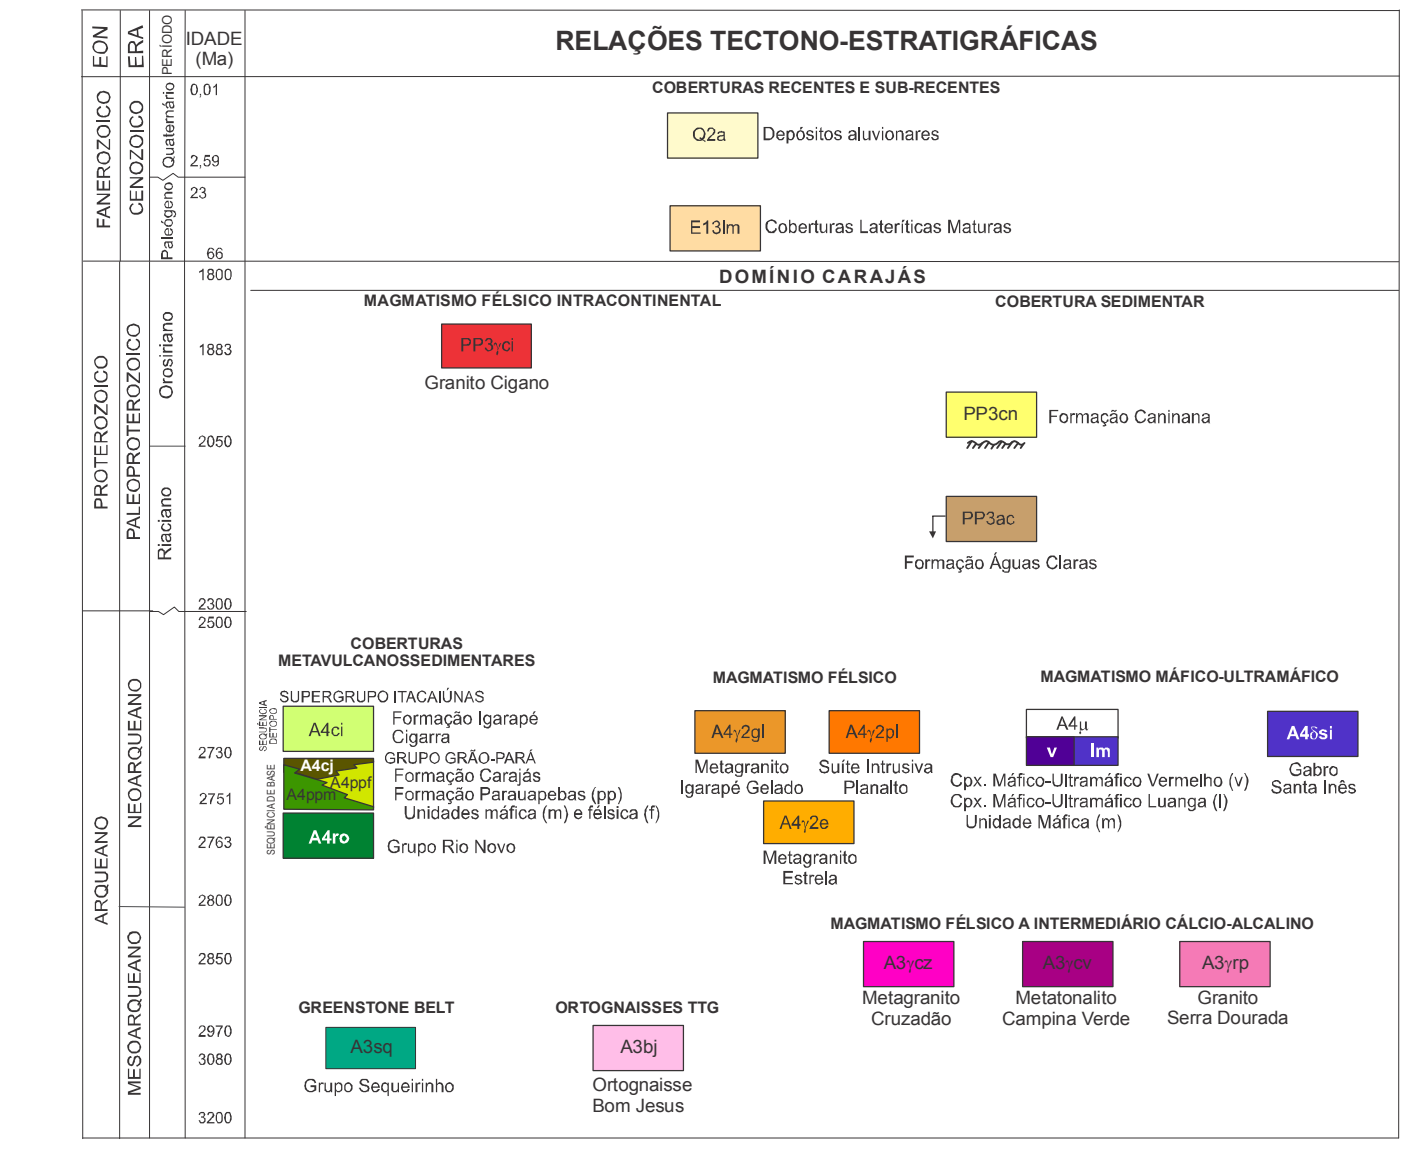 EON
ERA
PERÍODO
IDADE
(Ma)
RELAÇÕES TECTONO-ESTRATIGRÁFICAS
FANEROZOICO
CENOZOICO
Quaternário
Paleógeno
0,01
2,59
23
66
COBERTURAS RECENTES E SUB-RECENTES
Q2a
Depósitos aluvionares
E13lm
Coberturas Lateríticas Maturas
PROTEROZOICO
PALEOPROTEROZOICO
Orosiriano
Riaciano
1800
1883
2050
2300
DOMÍNIO CARAJÁS
MAGMATISMO FÉLSICO INTRACONTINENTAL
PP3γci
Granito Cigano
COBERTURA SEDIMENTAR
PP3cn
Formação Caninana
PP3ac
Formação Águas Claras
ARQUEANO
NEOARQUEANO
MESOARQUEANO
2500
2730
2751
2763
2800
2850
2970
3080
3200
COBERTURAS
METAVULCANOSSEDIMENTARES
SUPERGRUPO ITACAIÚNAS
SEQUÊNCIA
DE TOPO
A4ci
Formação Igarapé
Cigarra
SEQUÊNCIA DE BASE
GRUPO GRÃO-PARÁ
A4cj
A4ppf
A4ppm
Formação Carajás
Formação Parauapebas (pp)
Unidades máfica (m) e félsica (f)
A4ro
Grupo Rio Novo
MAGMATISMO FÉLSICO
A4γ2gl
Metagranito
Igarapé Gelado
A4γ2pl
Suíte Intrusiva
Planalto
A4γ2e
Metagranito
Estrela
MAGMATISMO MÁFICO-ULTRAMÁFICO
A4μ
v
lm
Cpx. Máfico-Ultramáfico Vermelho (v)
Cpx. Máfico-Ultramáfico Luanga (l)
Unidade Máfica (m)
A4δsi
Gabro
Santa Inês
MAGMATISMO FÉLSICO A INTERMEDIÁRIO CÁLCIO-ALCALINO
A3γcz
Metagranito
Cruzadão
A3γcv
Metatonalito
Campina Verde
A3γrp
Granito
Serra Dourada
GREENSTONE BELT
A3sq
Grupo Sequeirinho
ORTOGNAISSES TTG
A3bj
Ortognaisse
Bom Jesus